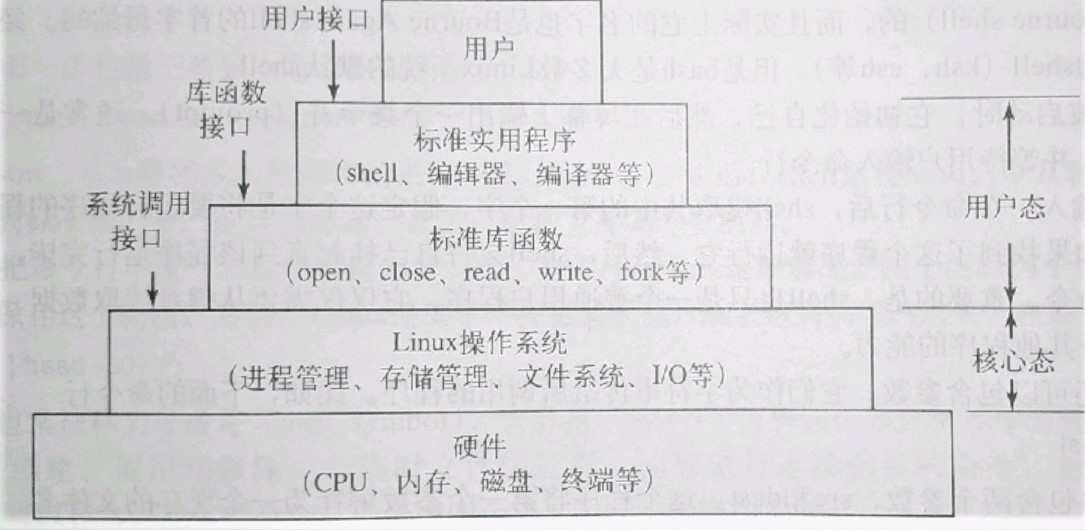 用户接口
用户
库函数
接口
标准实用程序
(shell、编辑器、编译器等)
系统调用
接口
用户态
标准库函数
(open、close、read、write、fork等)
Linux操作系统
(进程管理、存储管理、文件系统、I/O等)
核心态
硬件
(CPU、内存、磁盘、终端等)